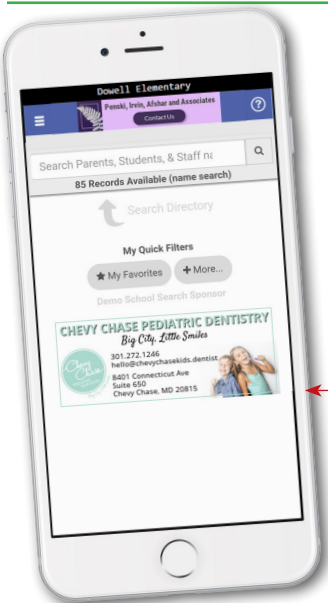 Dowell Elementary
Penski, Irvin, Afshar and Associates
Contact Us
Search Parents, Students, & Staff na
85 Records Available (name search)
Search Directory
My Quick Filters
My Favorites
+ More...
Demo School Search Sponsor
CHEVY CHASE PEDIATRIC DENTISTRY
Big City, Little Smiles
Chevy Chase
301.272.1246
hello@chevychasekids.dentist
8401 Connecticut Ave
Suite 650
Chevy Chase, MD 20815